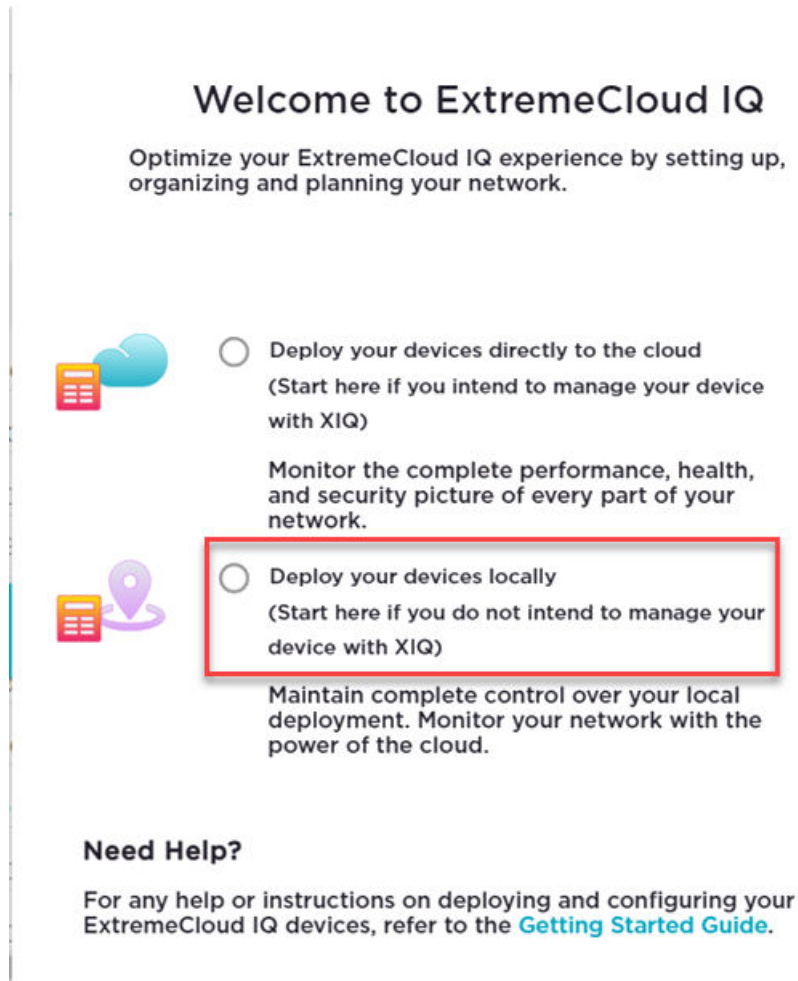 Welcome to ExtremeCloud IQ
Optimize your ExtremeCloud IQ experience by setting up,
organizing and planning your network.
Deploy your devices directly to the cloud
(Start here if you intend to manage your device
with XIQ)
Monitor the complete performance, health,
and security picture of every part of your
network.
Deploy your devices locally
(Start here if you do not intend to manage your
device with XIQ)
Maintain complete control over your local
deployment. Monitor your network with the
power of the cloud.
Need Help?
For any help or instructions on deploying and configuring your
ExtremeCloud IQ devices, refer to the Getting Started Guide.